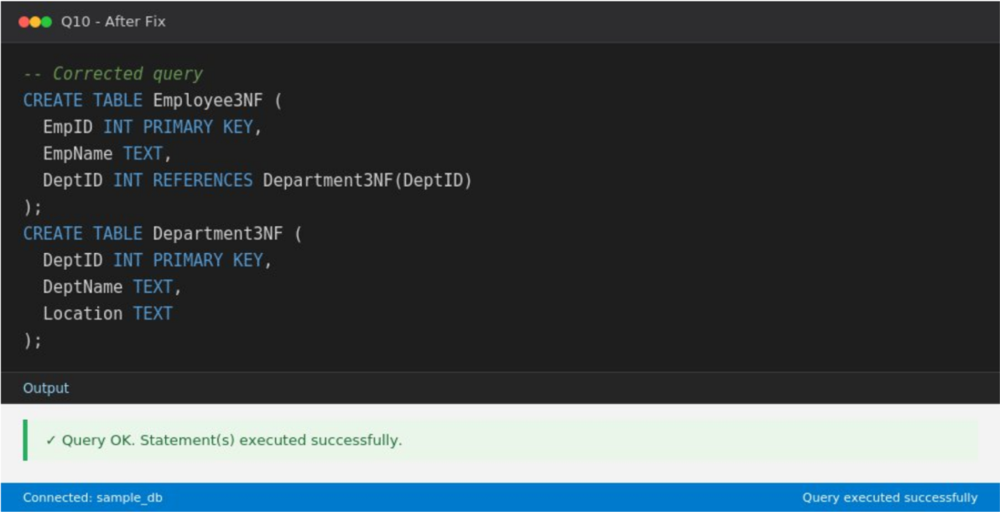 Q10 - After Fix
-- Corrected query
CREATE TABLE Employee3NF (
  EmpID INT PRIMARY KEY,
  EmpName TEXT,
  DeptID INT REFERENCES Department3NF(DeptID)
);
CREATE TABLE Department3NF (
  DeptID INT PRIMARY KEY,
  DeptName TEXT,
  Location TEXT
);
Output
✓ Query OK. Statement(s) executed successfully.
Connected: sample_db
Query executed successfully